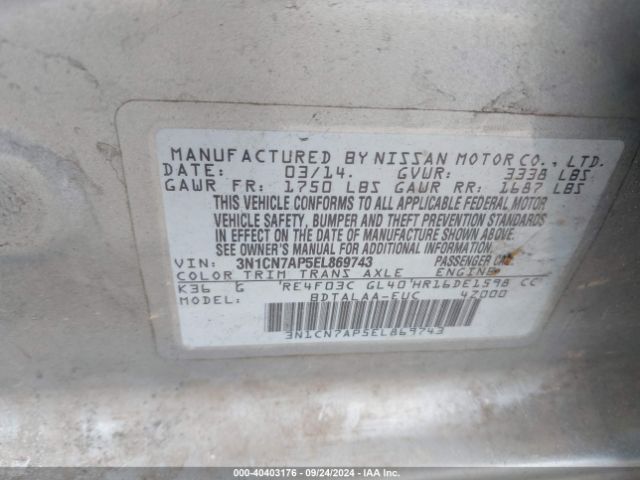 MANUFACTURED BY NISSAN MOTOR CO., LTD.
DATE: 03/14. GVWR: 3338 LBS
GAWR FR: 1750 LBS GAWR RR: 1687 LBS
THIS VEHICLE CONFORMS TO ALL APPLICABLE FEDERAL MOTOR
VEHICLE SAFETY, BUMPER AND THEFT PREVENTION STANDARDS
IN EFFECT ON THE DATE OF MANUFACTURE SHOWN ABOVE.
SEE OWNER'S MANUAL FOR ADDITIONAL INFORMATION.
VIN: 3N1CN7AP5EL869743 PASSENGER CAR
COLOR TRIM TRANS AXLE ENGINE
K36 G RE4F03C GL40 HR16DE1598 CC
MODEL: BDTALAA-EUC 42000
3N1CN7AP5EL869743
000-40403176 - 09/24/2024 - IAAI.CA